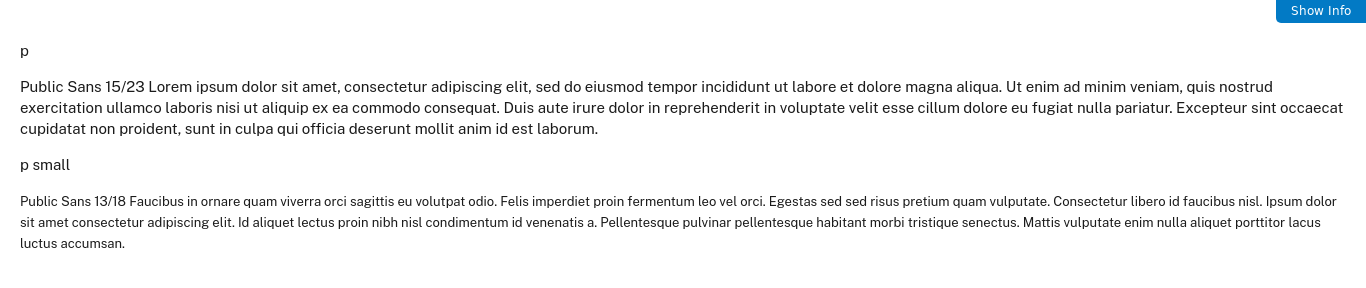 Show Info
p
Public Sans 15/23 Lorem ipsum dolor sit amet, consectetur adipiscing elit, sed do eiusmod tempor incididunt ut labore et dolore magna aliqua. Ut enim ad minim veniam, quis nostrud
exercitation ullamco laboris nisi ut aliquip ex ea commodo consequat. Duis aute irure dolor in reprehenderit in voluptate velit esse cillum dolore eu fugiat nulla pariatur. Excepteur sint occaecat
cupidatat non proident, sunt in culpa qui officia deserunt mollit anim id est laborum.
p small
Public Sans 13/18 Faucibus in ornare quam viverra orci sagittis eu volutpat odio. Felis imperdiet proin fermentum leo vel orci. Egestas sed sed risus pretium quam vulputate. Consectetur libero id faucibus nisl. Ipsum dolor
sit amet consectetur adipiscing elit. Id aliquet lectus proin nibh nisl condimentum id venenatis a. Pellentesque pulvinar pellentesque habitant morbi tristique senectus. Mattis vulputate enim nulla aliquet porttitor lacus
luctus accumsan.